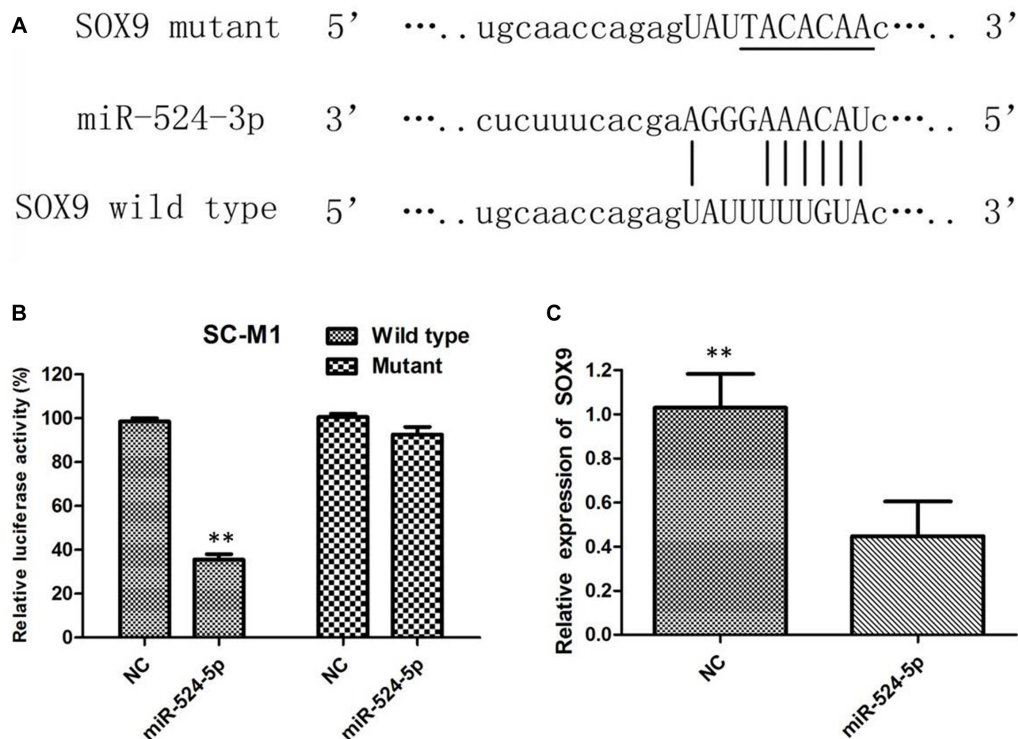 A
SOX9 mutant 5’ ···.. ugcaaccagagUAUTACACAAc···.. 3’
miR-524-3p 3’ ···.. cucuuucacgaAGGGAAACAUc···.. 5’
SOX9 wild type 5’ ···.. ugcaaccagagUAUUUUUGUAc···.. 3’
B
SC-M1
Wild type
Mutant
Relative luciferase activity (%)
120
100
80
60
40
20
0
**
NC
miR-524-5p
NC
miR-524-5p
C
Relative expression of SOX9
1.2
1.0
0.8
0.6
0.4
0.2
0.0
**
NC
miR-524-5p